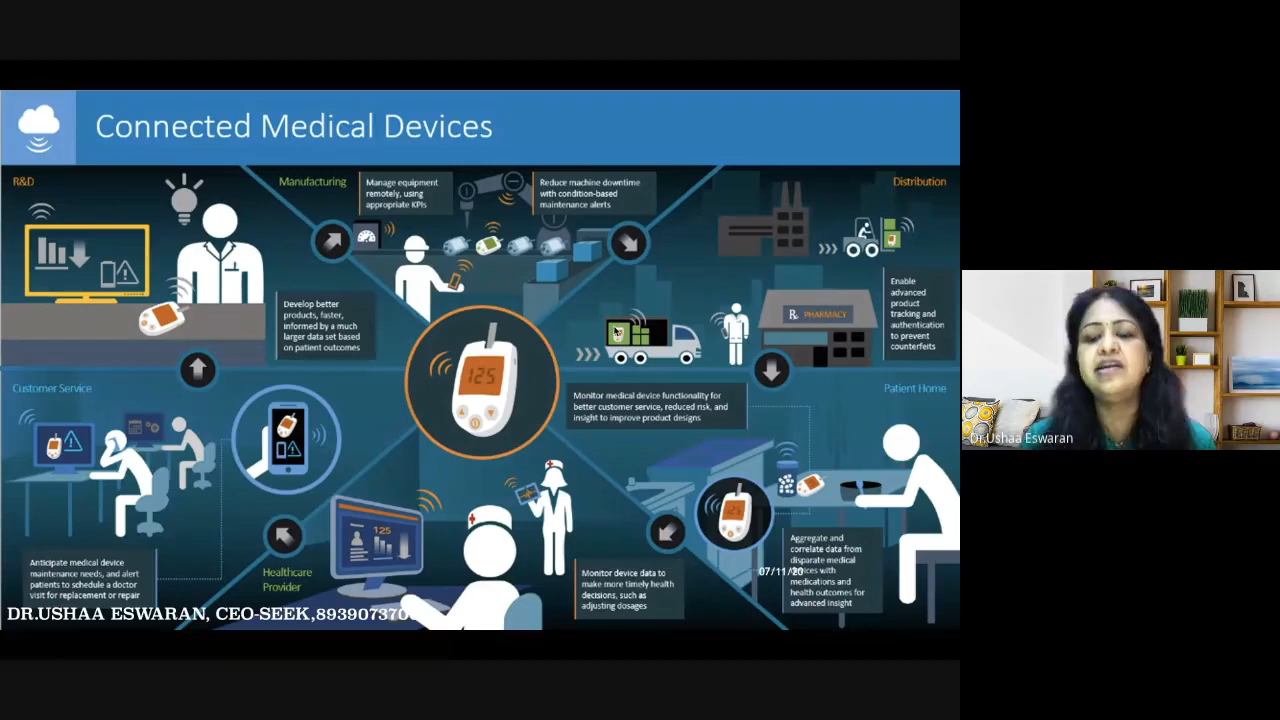 Connected Medical Devices
R&D
Manufacturing
Manage equipment
remotely, using
appropriate KPIs
Reduce machine downtime
with condition-based
maintenance alerts
Distribution
Develop better
products, faster,
informed by a much
larger data set based
on patient outcomes
Enable
advanced
product
tracking and
authentication
to prevent
counterfeits
PHARMACY
125
Customer Service
Monitor medical device functionality for
better customer service, reduced risk, and
insight to improve product designs
Patient Home
125
Anticipate medical device
maintenance needs, and alert
patients to schedule a doctor
visit for replacement or repair
Healthcare
Provider
Monitor device data to
make more timely health
decisions, such as
adjusting dosages
Aggregate and
correlate data from
disparate medical
with
medications and
health outcomes for
advanced insight
07/11/20
DR.USHAA ESWARAN, CEO-SEEK,
Dr.Ushaa Eswaran